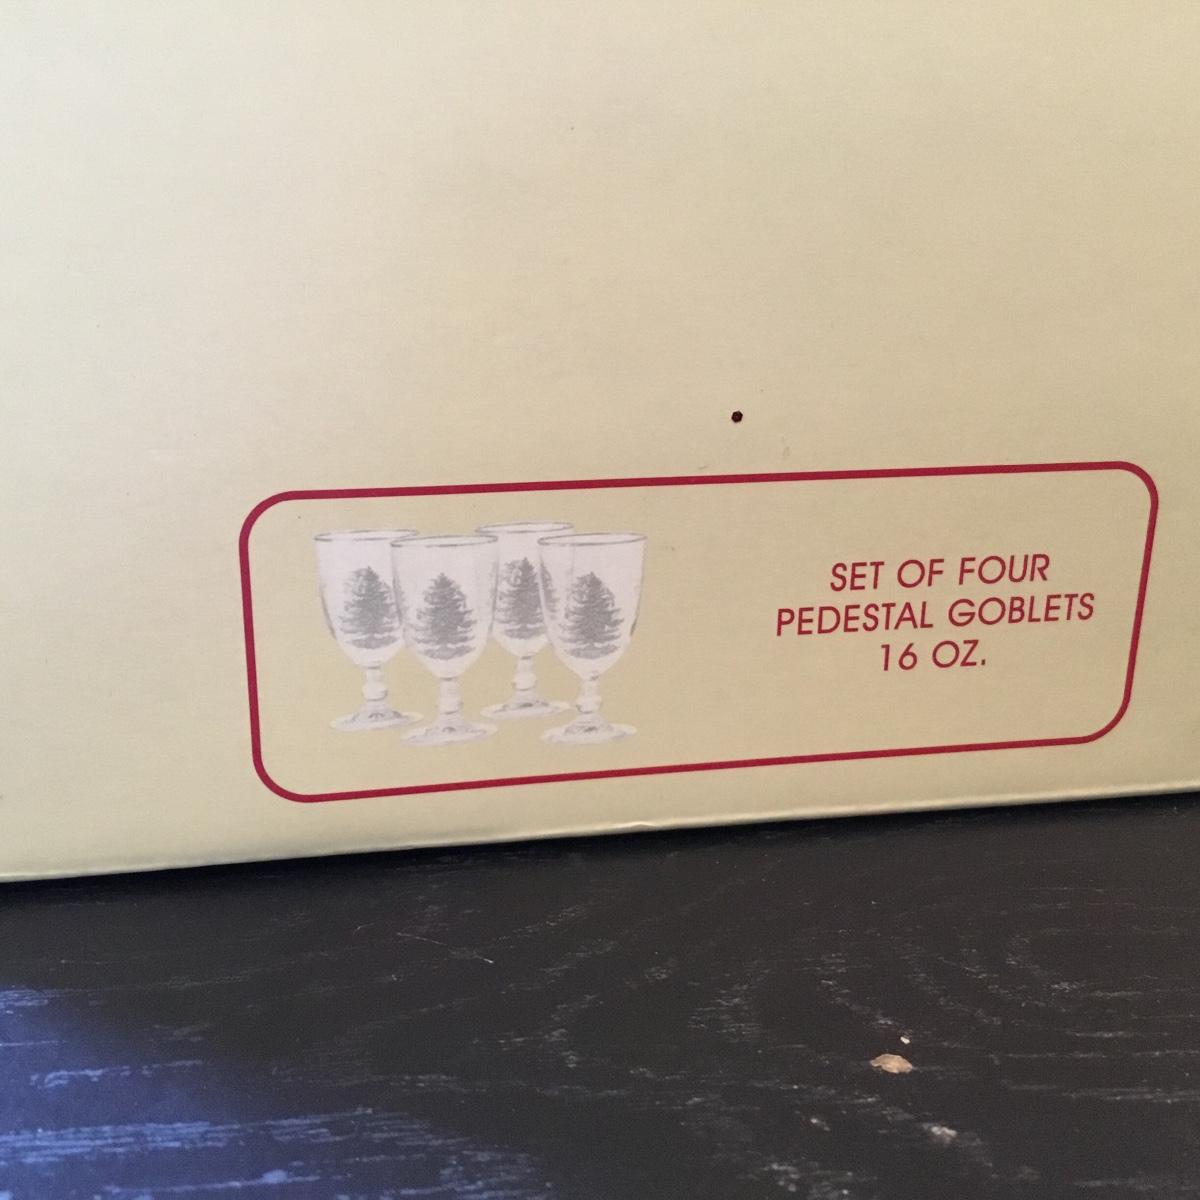 SET OF FOUR
PEDESTAL GOBLETS
16 OZ.